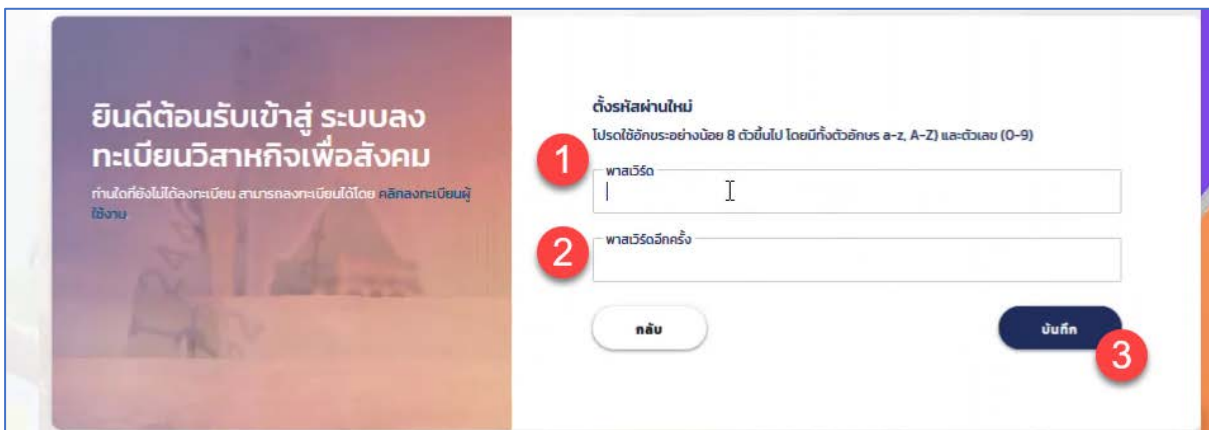 ยินดีต้อนรับเข้าสู่ ระบบลง
ทะเบียนวิสาหกิจเพื่อสังคม
ท่านใดที่ยังไม่ได้ลงทะเบียน สามารถลงทะเบียนได้โดย คลิกลงทะเบียนผู้
ใช้งาน
ตั้งรหัสผ่านใหม่
โปรดใช้อักขระอย่างน้อย 8 ตัวขึ้นไป โดยมีทั้งตัวอักษร a-z, A-Z) และตัวเลข (0-9)
1
พาสเวิร์ด
2
พาสเวิร์ดอีกครั้ง
กลับ
บันทึก
3